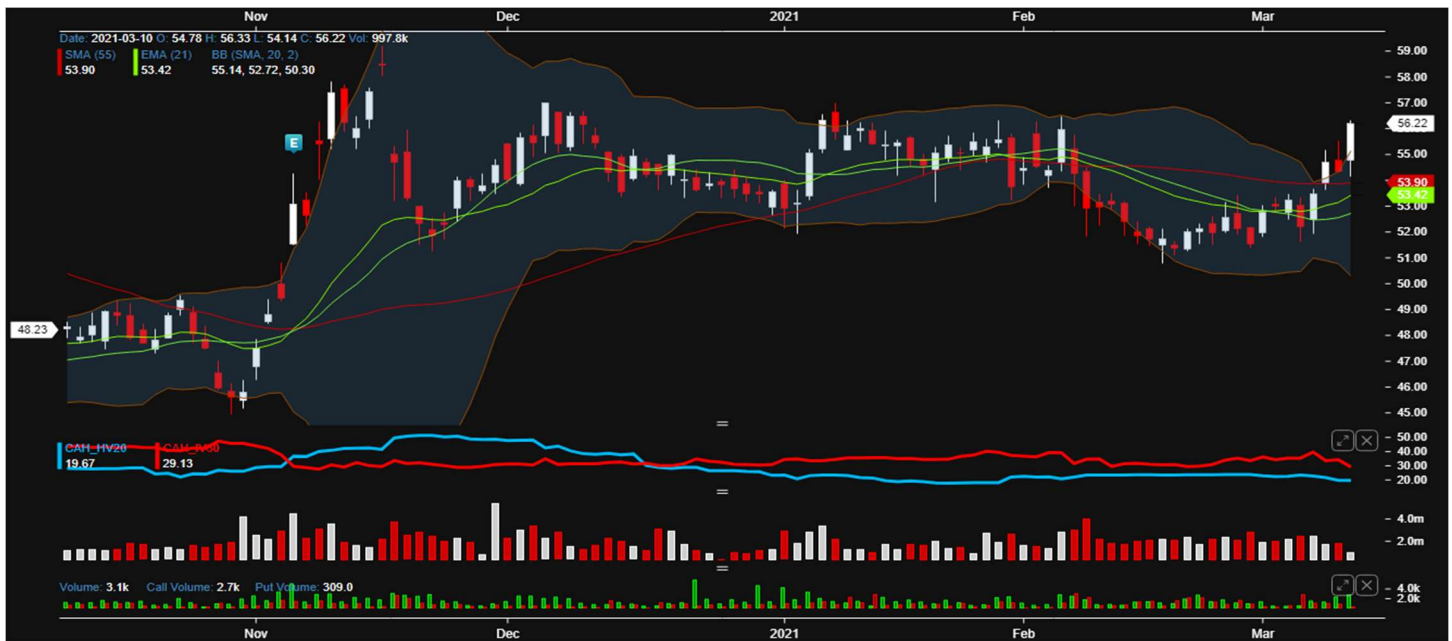 Nov Dec 2021 Feb Mar
Date: 2021-03-10 O: 54.78 H: 56.33 L: 54.14 C: 56.22 Vol: 997.8k
SMA (55) EMA (21) BB (SMA, 20, 2)
53.90 53.42 55.14, 52.72, 50.30
59.00
58.00
57.00
56.22
55.00
53.90
53.42
53.00
52.00
51.00
50.00
49.00
48.00
47.00
46.00
45.00
E
48.23
CAH_HV20 CAH_IV30
19.67 29.13
50.00
40.00
30.00
20.00
4.0m
2.0m
Volume: 3.1k Call Volume: 2.7k Put Volume: 309.0
4.0k
2.0k
Nov Dec 2021 Feb Mar